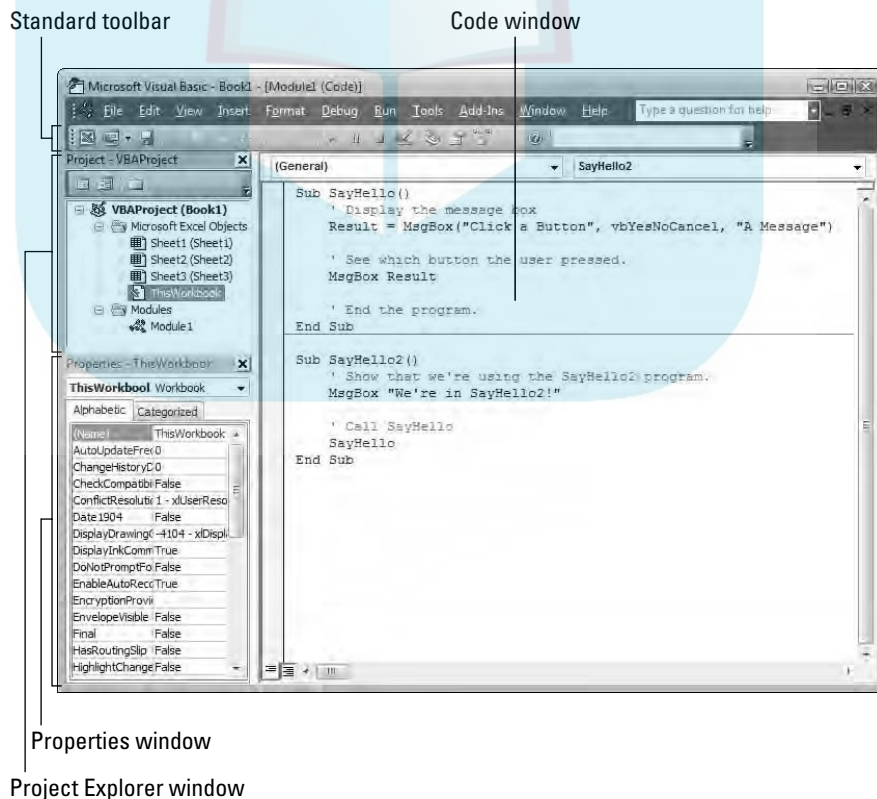 Standard toolbar
Code window
Microsoft Visual Basic - Book1 - [Module1 (Code)]
File Edit View Insert Format Debug Run Tools Add-Ins Window Help Type a question for help
Project - VBAProject
VBAProject (Book1)
Microsoft Excel Objects
Sheet1 (Sheet1)
Sheet2 (Sheet2)
Sheet3 (Sheet3)
ThisWorkbook
Modules
Module1
Properties - ThisWorkbook
ThisWorkbool Workbook
Alphabetic Categorized
(Name) ThisWorkbook
AutoUpdateFrec 0
ChangeHistoryD 0
CheckCompatibi False
ConflictResolutic 1 - xlUserReso
Date1904 False
DisplayDrawingC -4104 - xlDispl
DisplayInkComm True
DoNotPromptFo False
EnableAutoRecc True
EncryptionProvi
EnvelopeVisible False
Final False
HasRoutingSlip False
HighlightChange False
(General) SayHello2
Sub SayHello()
' Display the message box
Result = MsgBox("Click a Button", vbYesNoCancel, "A Message")
' See which button the user pressed.
MsgBox Result
' End the program.
End Sub
Sub SayHello2()
' Show that we're using the SayHello2 program.
MsgBox "We're in SayHello2!"
' Call SayHello
SayHello
End Sub
Properties window
Project Explorer window